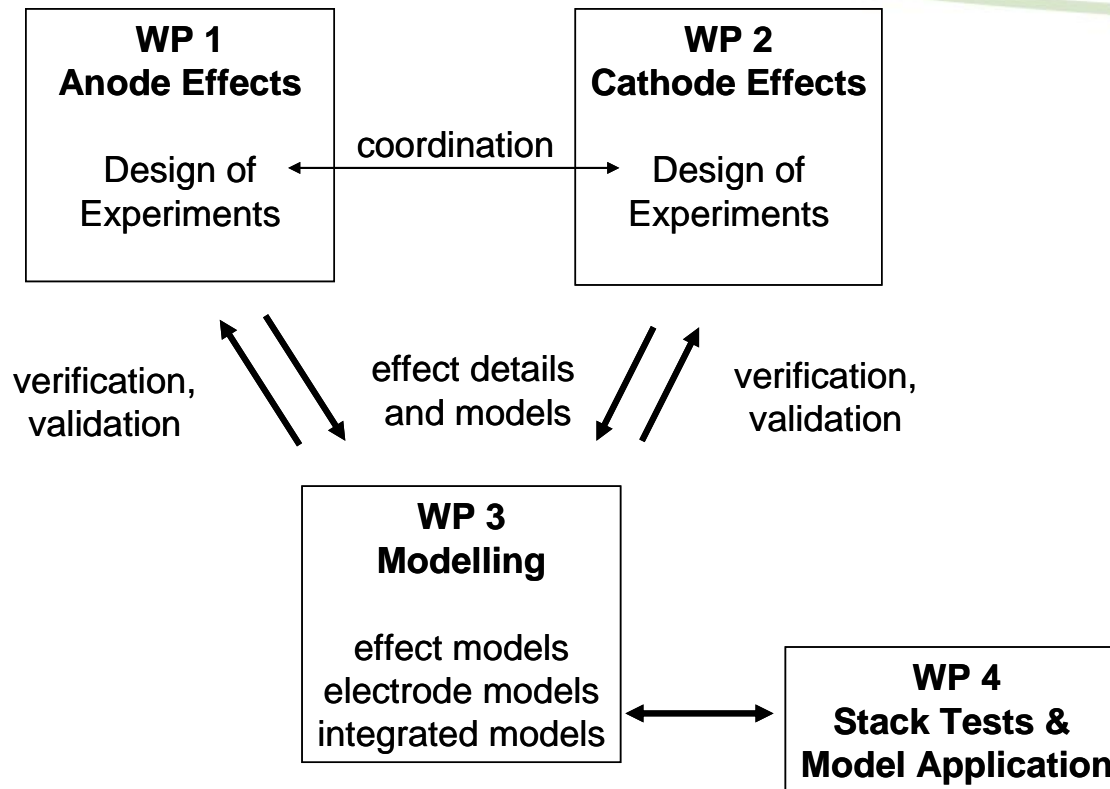 WP 1
Anode Effects
Design of
Experiments
coordination
WP 2
Cathode Effects
Design of
Experiments
verification,
validation
effect details
and models
verification,
validation
WP 3
Modelling
effect models
electrode models
integrated models
WP 4
Stack Tests &
Model Application